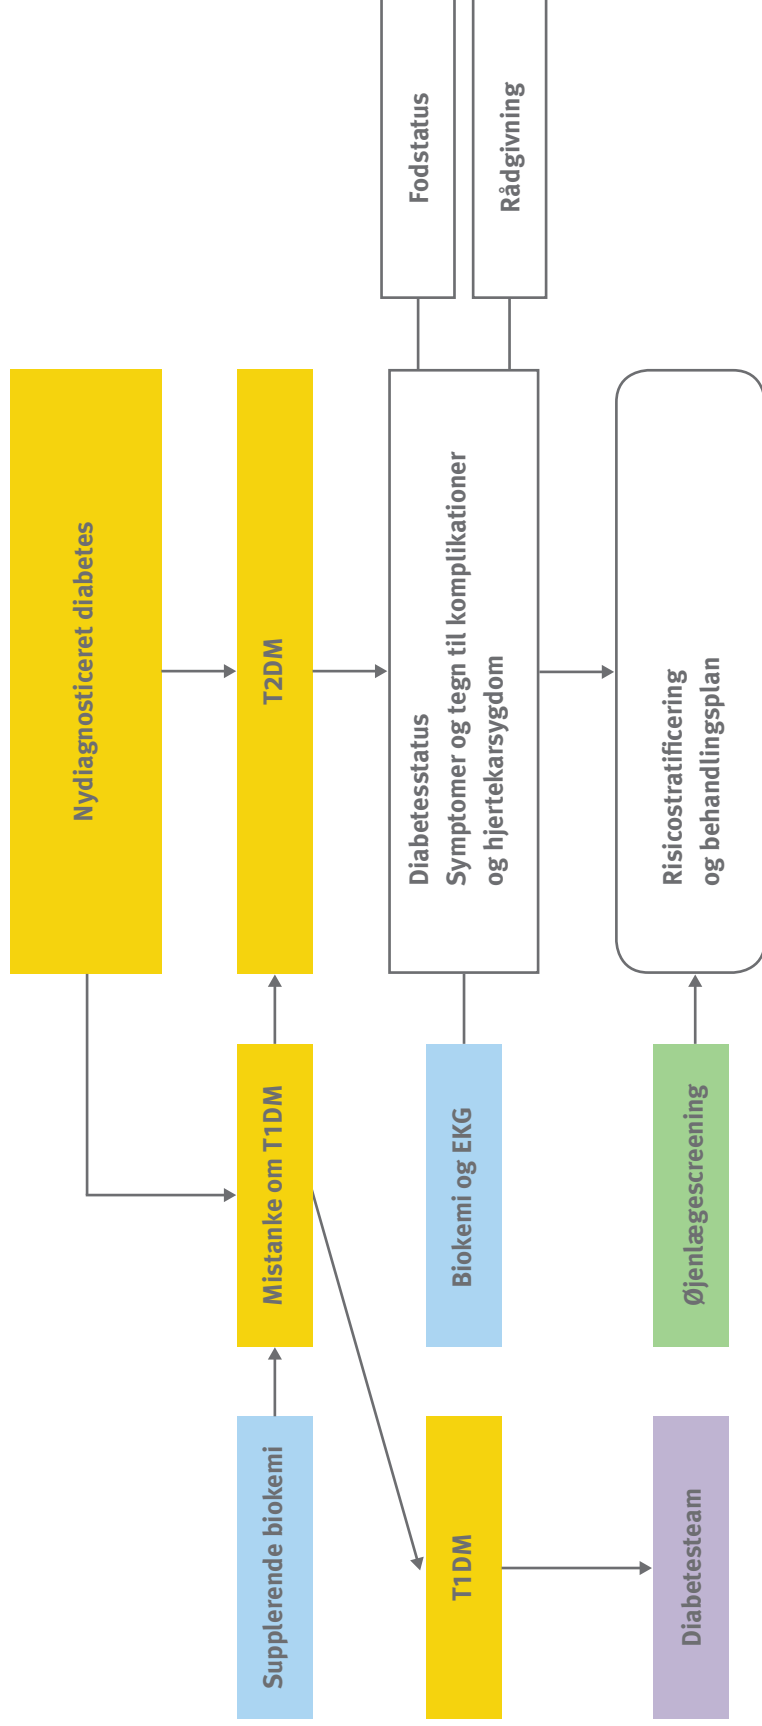 Nydiagnosticeret diabetes
Supplerende biokemi
Mistanke om T1DM
T2DM
T1DM
Biokemi og EKG
Diabetesstatus
Symptomer og tegn til komplikationer
og hjertekarsygdom
Fodstatus
Rådgivning
Diabetesteam
Øjenlægescreening
Risicostratificering
og behandlingsplan